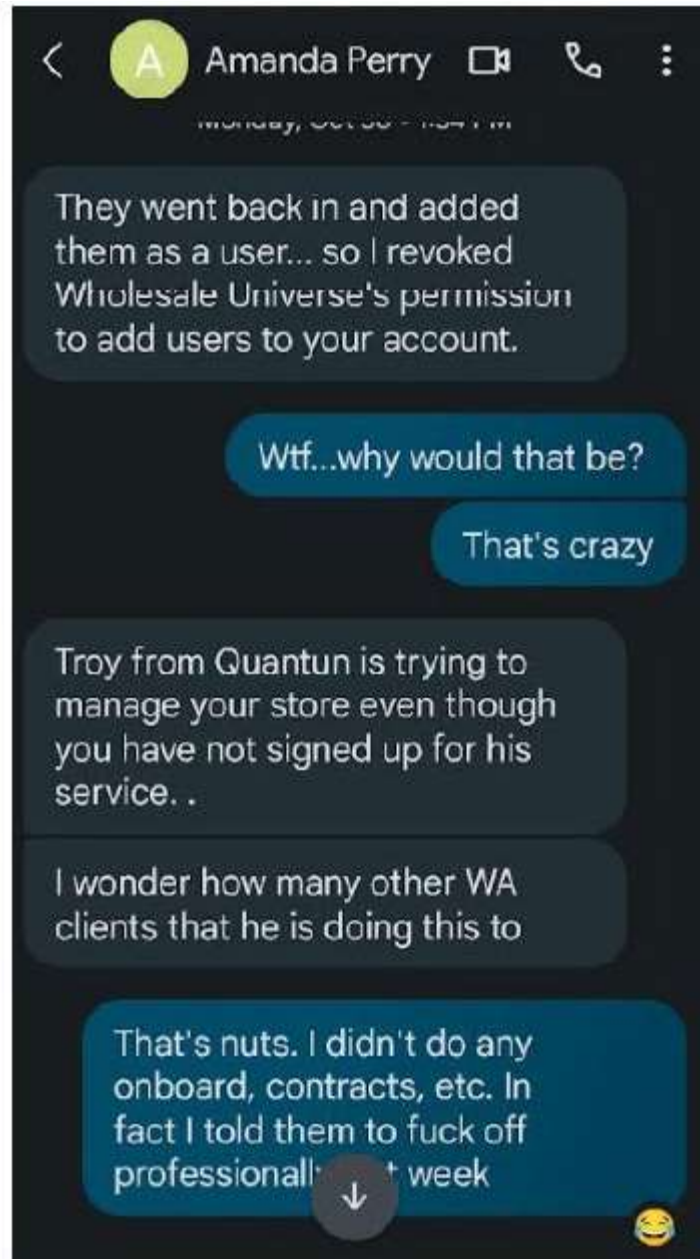 A Amanda Perry
They went back in and added
them as a user... so I revoked
Wholesale Universe's permission
to add users to your account.
Wtf...why would that be?
That's crazy
Troy from Quantun is trying to
manage your store even though
you have not signed up for his
service. .
I wonder how many other WA
clients that he is doing this to
That's nuts. I didn't do any
onboard, contracts, etc. In
fact I told them to fuck off
week